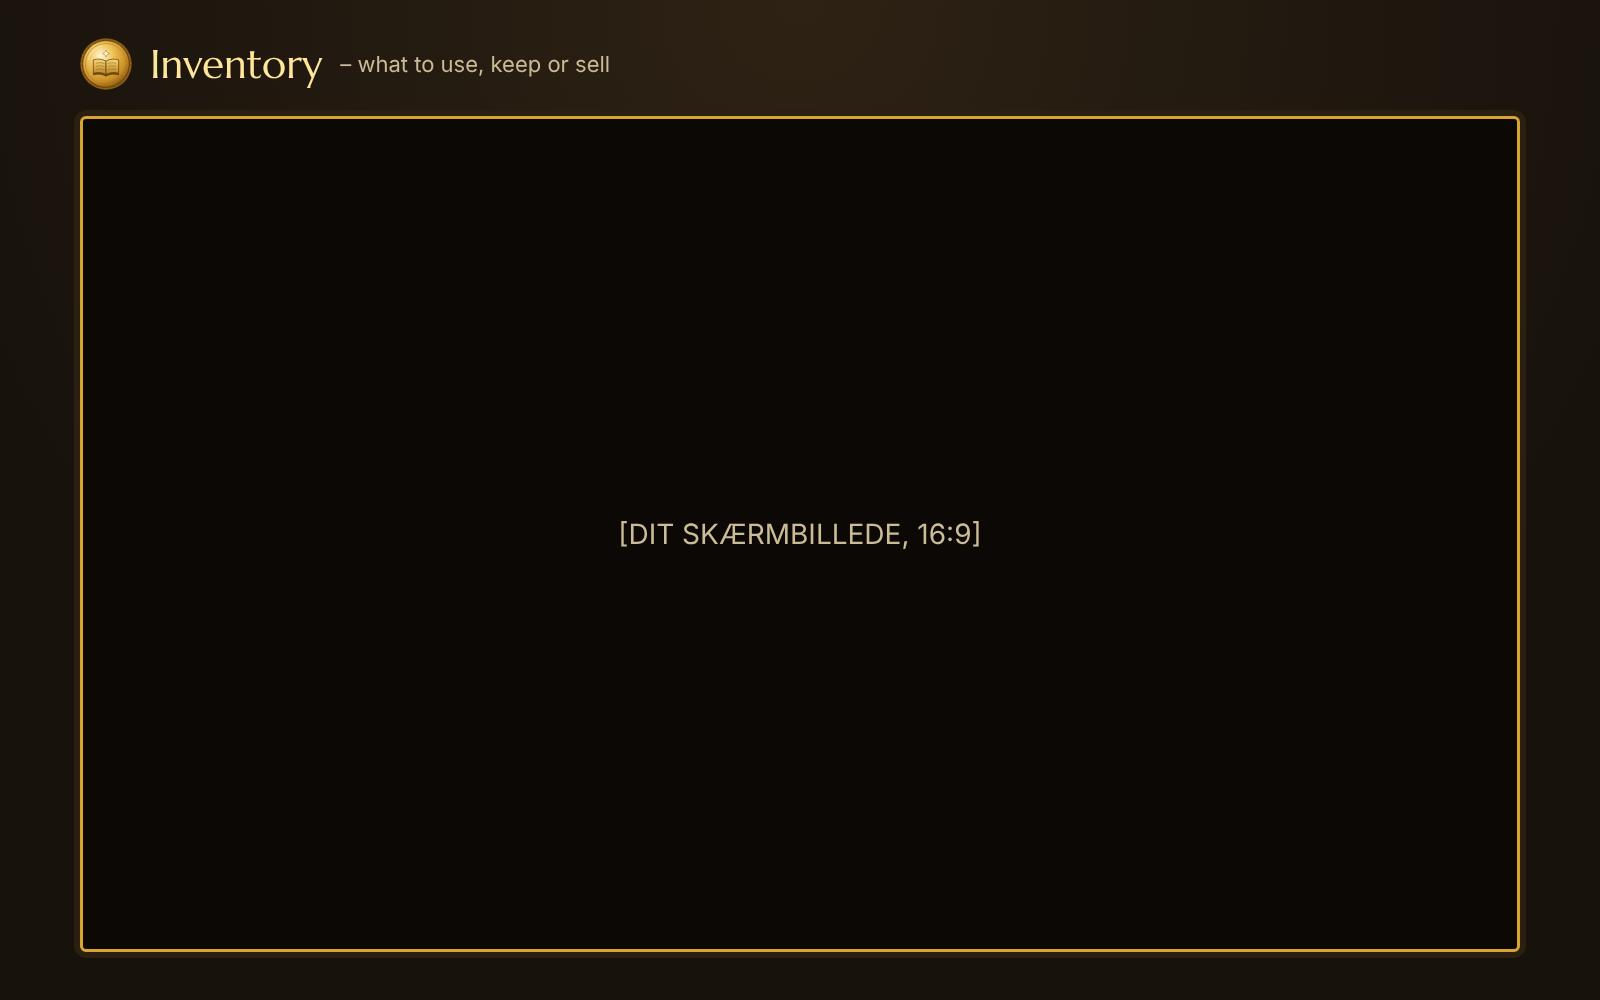 Inventory – what to use, keep or sell
[DIT SKÆRMBILLEDE, 16:9]